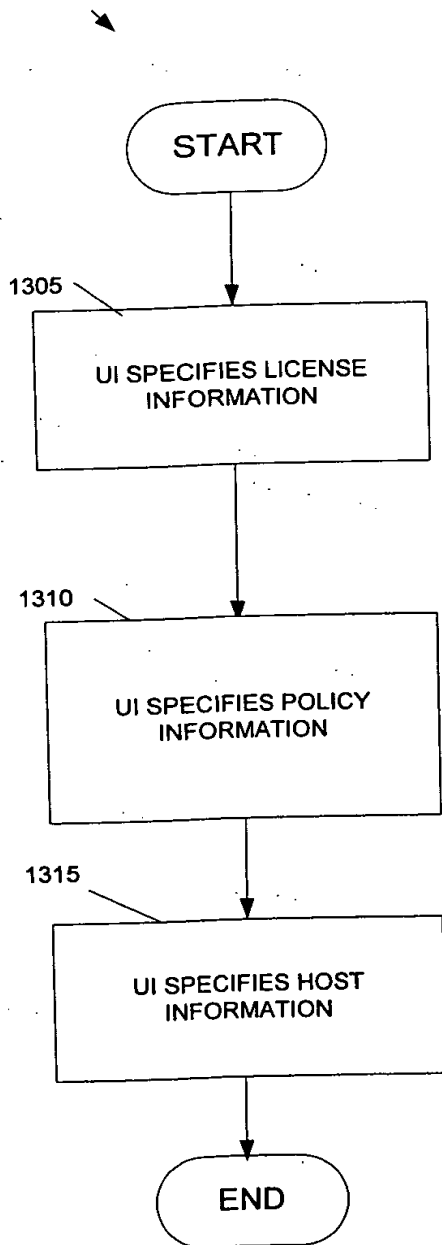 START
1305
UI SPECIFIES LICENSE
INFORMATION
1310
UI SPECIFIES POLICY
INFORMATION
1315
UI SPECIFIES HOST
INFORMATION
END